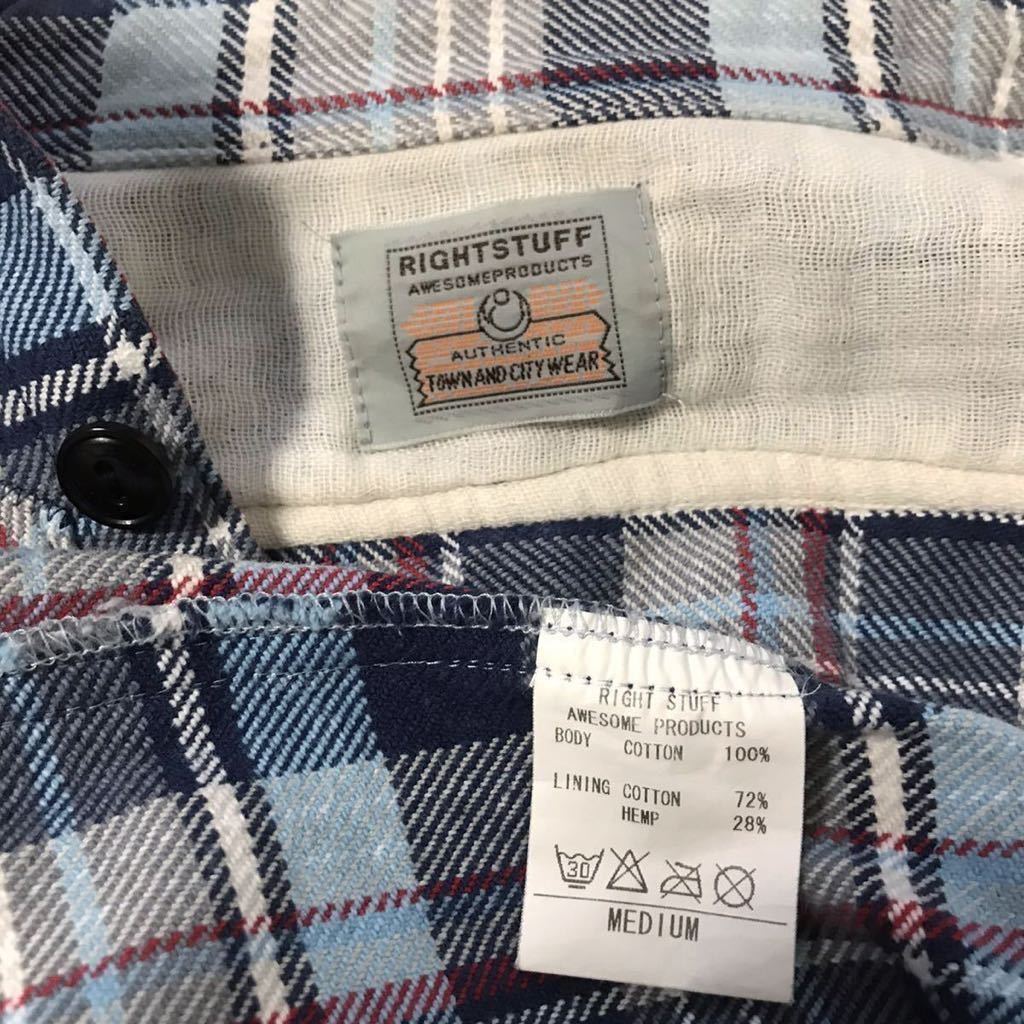 RIGHTSTUFF
AWESOMEPRODUCTS
AUTHENTIC
TOWN AND CITY WEAR
RIGHT STUFF
AWESOME PRODUCTS
BODY COTTON 100%
LINING COTTON 72%
HEMP 28%
30
MEDIUM